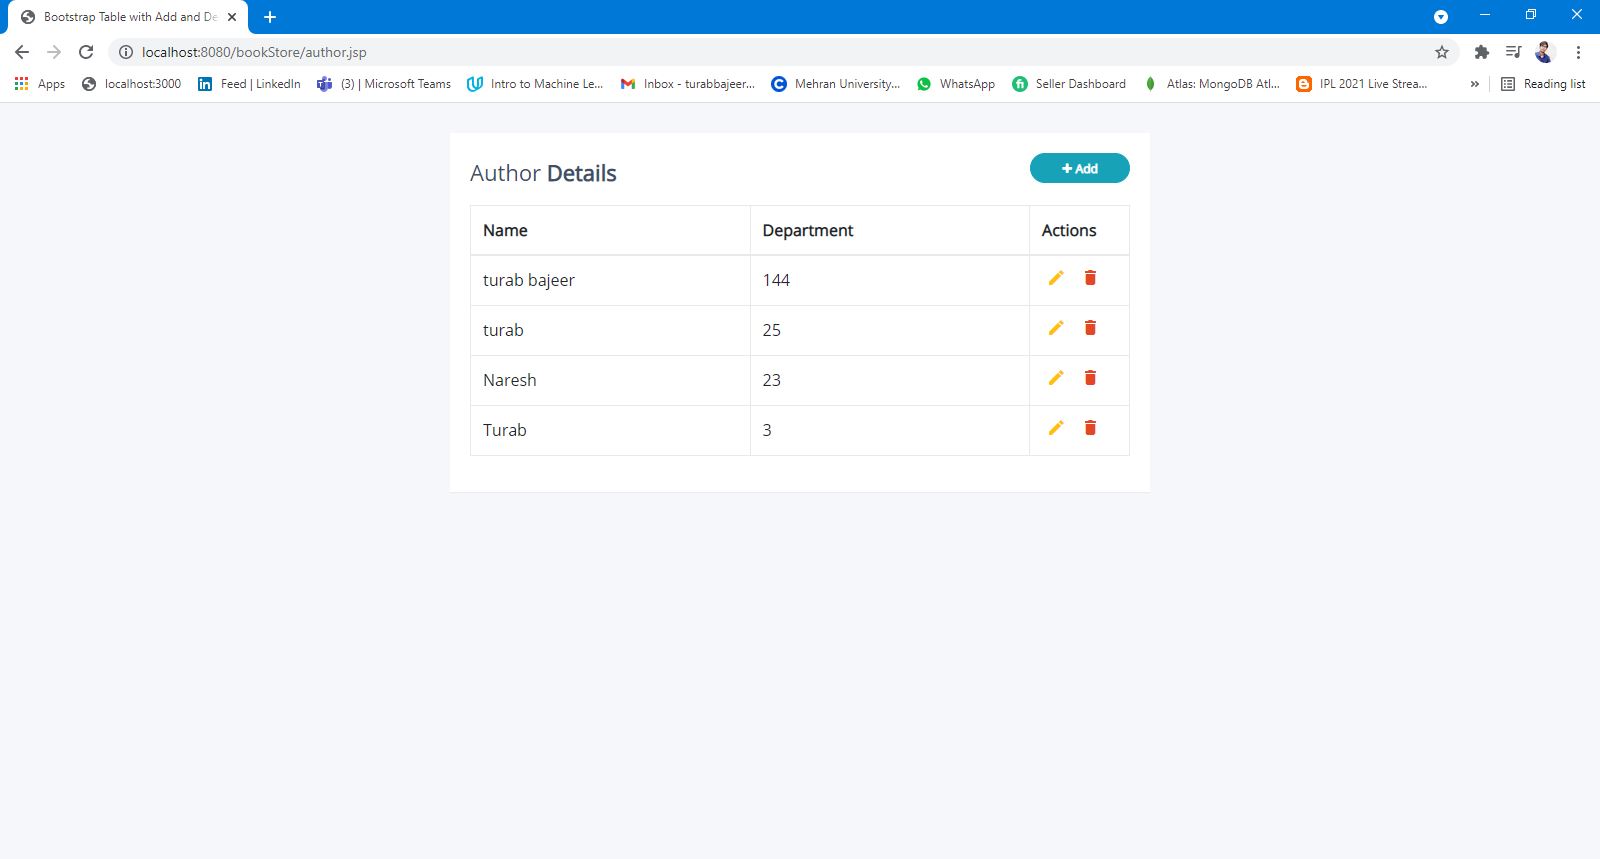 Bootstrap Table with Add and De
localhost:8080/bookStore/author.jsp
Apps localhost:3000 Feed | LinkedIn (3) | Microsoft Teams Intro to Machine Le... Inbox - turabbajeer... Mehran University... WhatsApp Seller Dashboard Atlas: MongoDB Atl... IPL 2021 Live Strea... » Reading list
Author Details + Add
Name Department Actions
turab bajeer 144
turab 25
Naresh 23
Turab 3